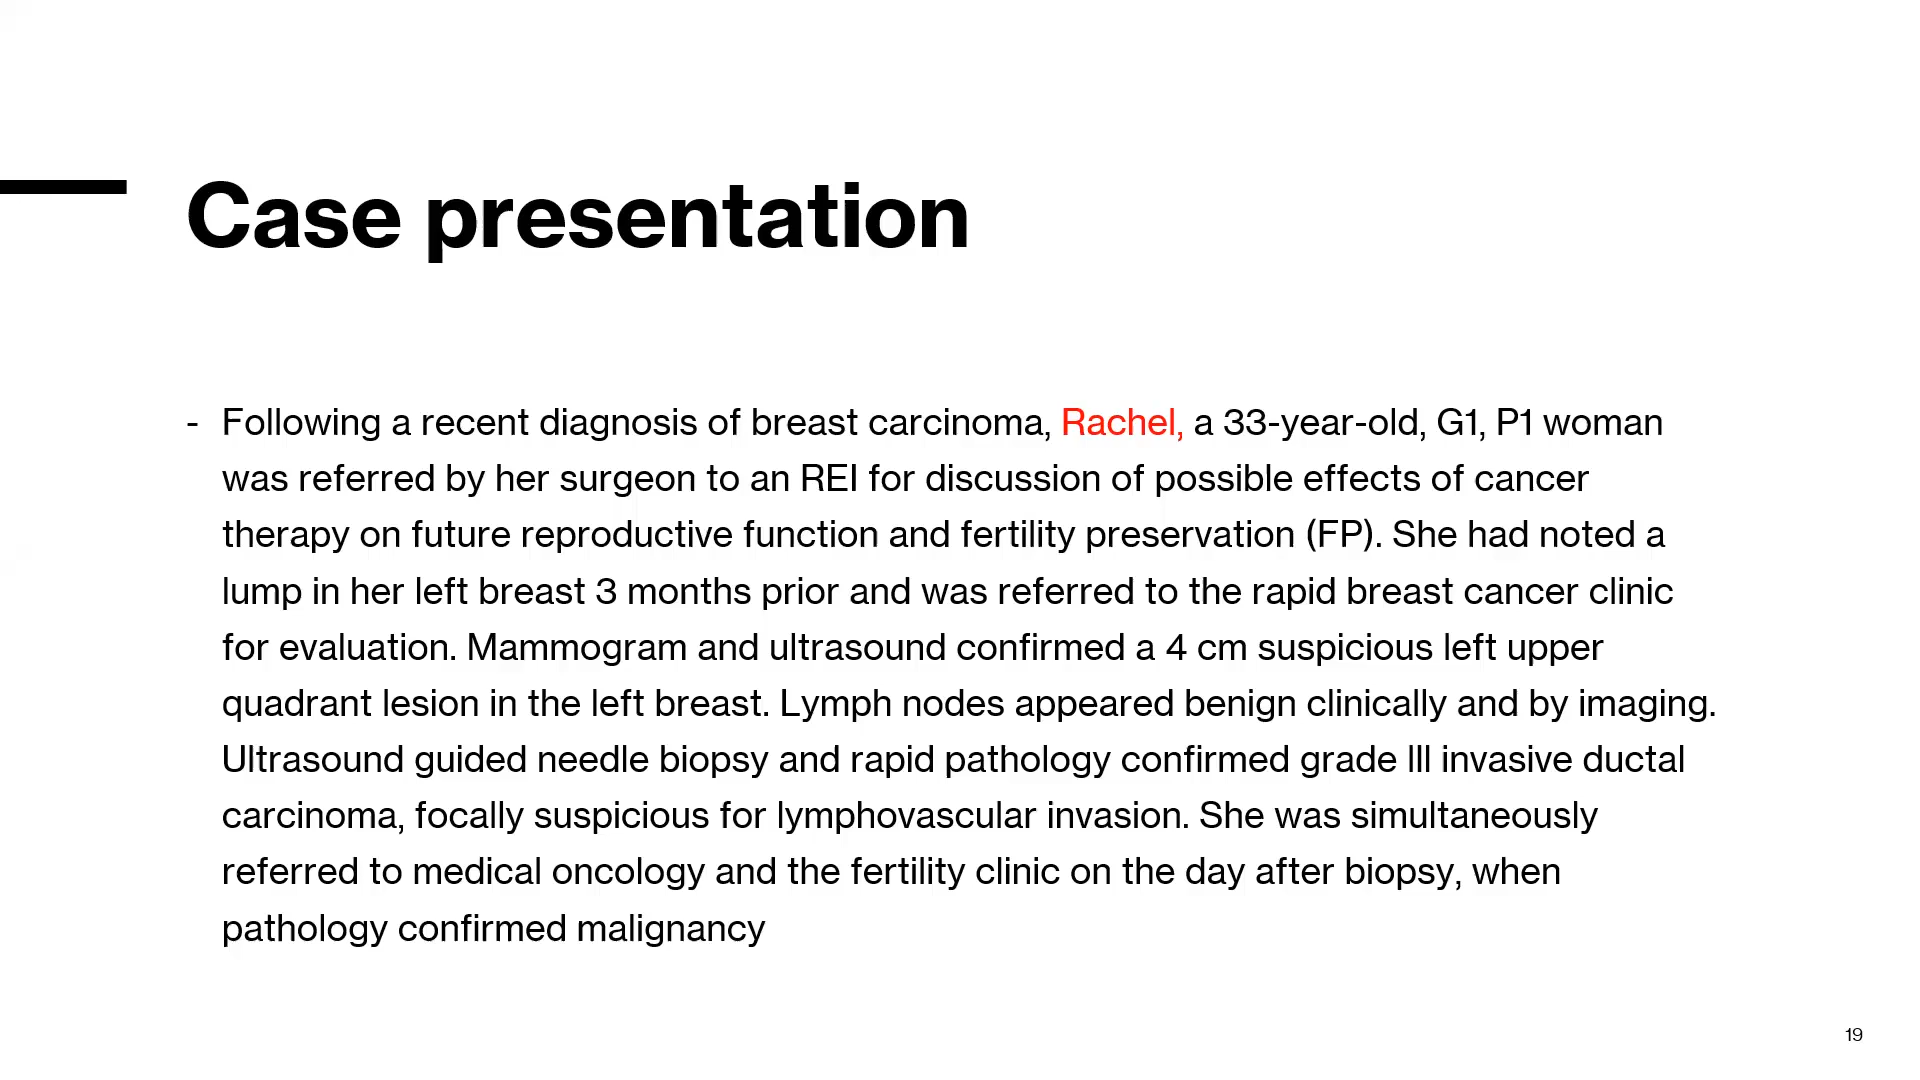 Case presentation
- Following a recent diagnosis of breast carcinoma, Rachel, a 33-year-old, G1, P1 woman
was referred by her surgeon to an REI for discussion of possible effects of cancer
therapy on future reproductive function and fertility preservation (FP). She had noted a
lump in her left breast 3 months prior and was referred to the rapid breast cancer clinic
for evaluation. Mammogram and ultrasound confirmed a 4 cm suspicious left upper
quadrant lesion in the left breast. Lymph nodes appeared benign clinically and by imaging.
Ultrasound guided needle biopsy and rapid pathology confirmed grade III invasive ductal
carcinoma, focally suspicious for lymphovascular invasion. She was simultaneously
referred to medical oncology and the fertility clinic on the day after biopsy, when
pathology confirmed malignancy
19